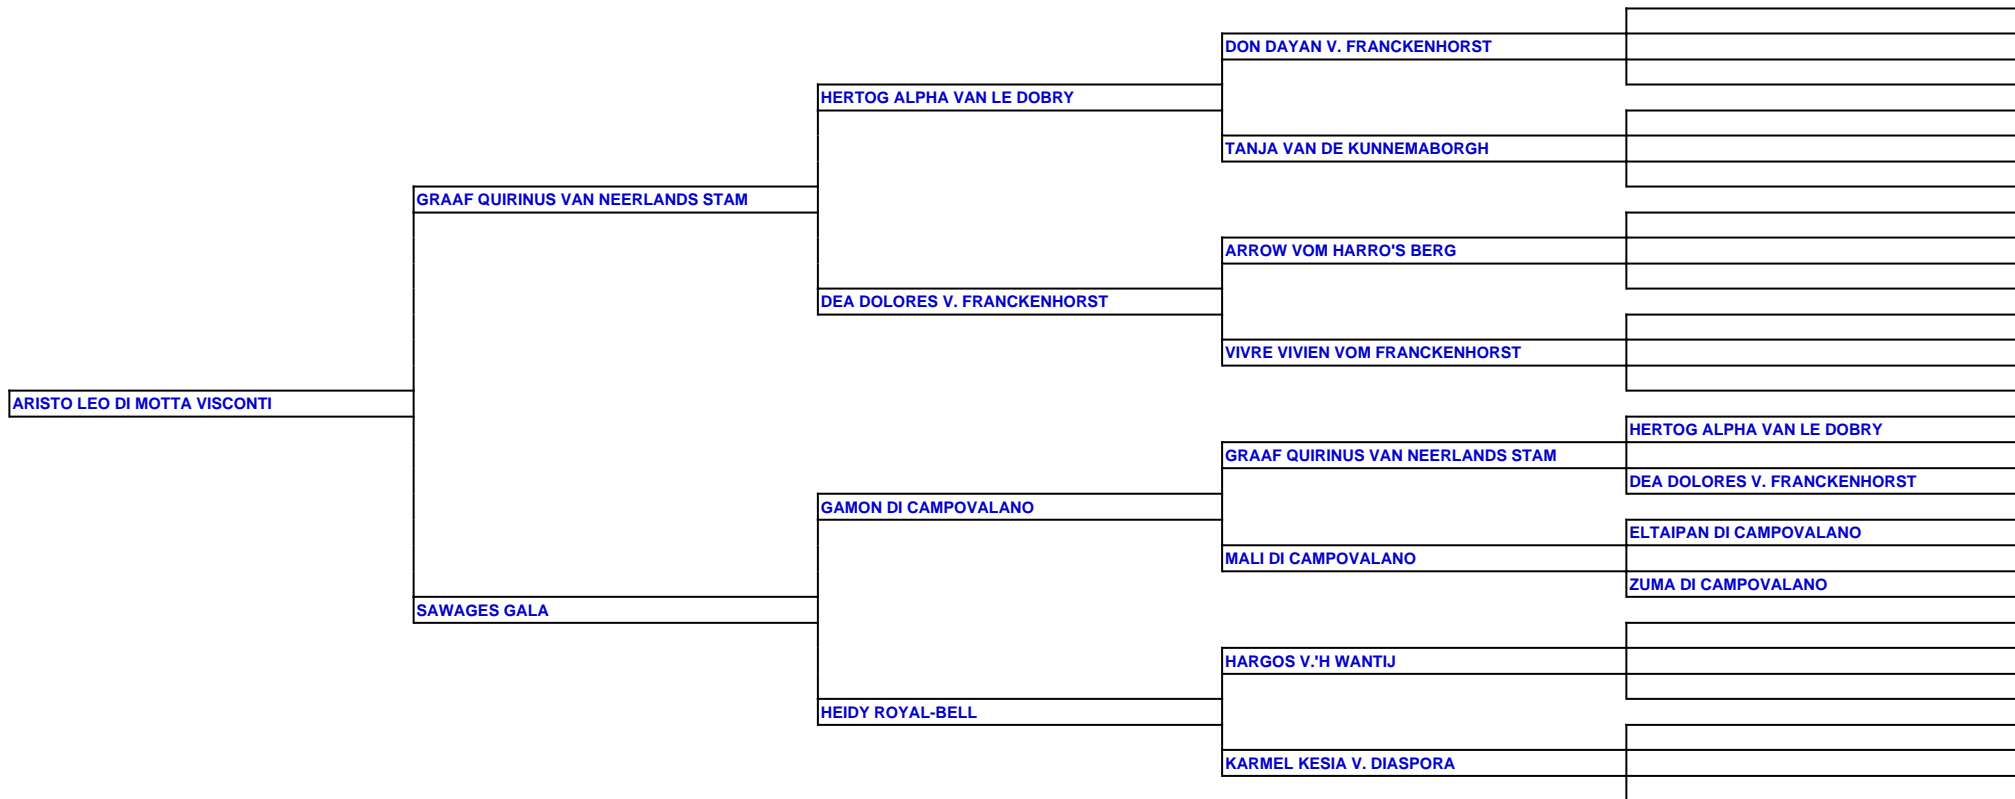 DON DAYAN V. FRANCKENHORST
HERTOG ALPHA VAN LE DOBRY
TANJA VAN DE KUNNEMABORGH
GRAAF QUIRINUS VAN NEERLANDS STAM
ARROW VOM HARRO'S BERG
DEA DOLORES V. FRANCKENHORST
VIVRE VIVIEN VOM FRANCKENHORST
ARISTO LEO DI MOTTA VISCONTI
HERTOG ALPHA VAN LE DOBRY
GRAAF QUIRINUS VAN NEERLANDS STAM
DEA DOLORES V. FRANCKENHORST
GAMON DI CAMPOVALANO
ELTAIPAN DI CAMPOVALANO
MALI DI CAMPOVALANO
ZUMA DI CAMPOVALANO
SAWAGES GALA
HARGOS V.'H WANTIJ
HEIDY ROYAL-BELL
KARMEL KESIA V. DIASPORA